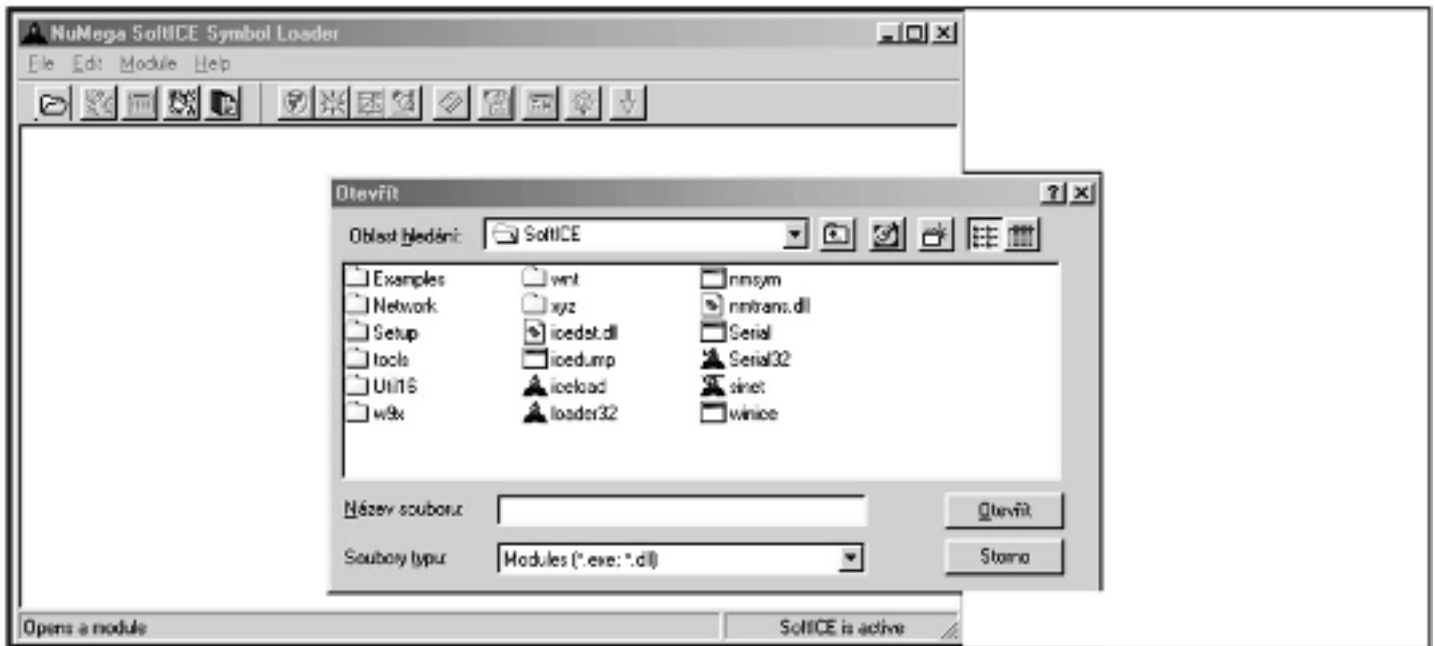 NuMega SoftICE Symbol Loader
File Edit Module Help
Otevřít
Oblast hledání: SoftICE
Examples wnt nmsym
Network xyz nmtrans.dll
Setup icedat.dll Serial
tools icedump Serial32
Util16 iceload sinet
w9x loader32 winice
Název souboru: Otevřít
Soubory typu: Modules (*.exe; *.dll) Storno
Opens a module SoftICE is active